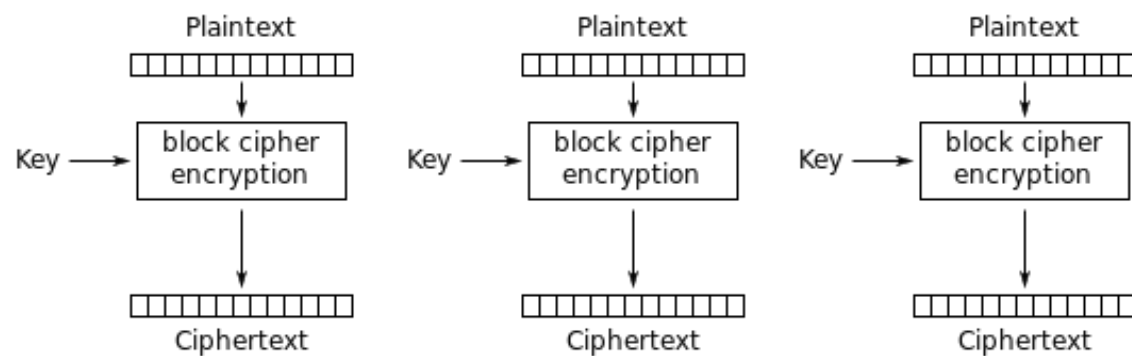 Plaintext Plaintext Plaintext
Key block cipher encryption Key block cipher encryption Key block cipher encryption
Ciphertext Ciphertext Ciphertext